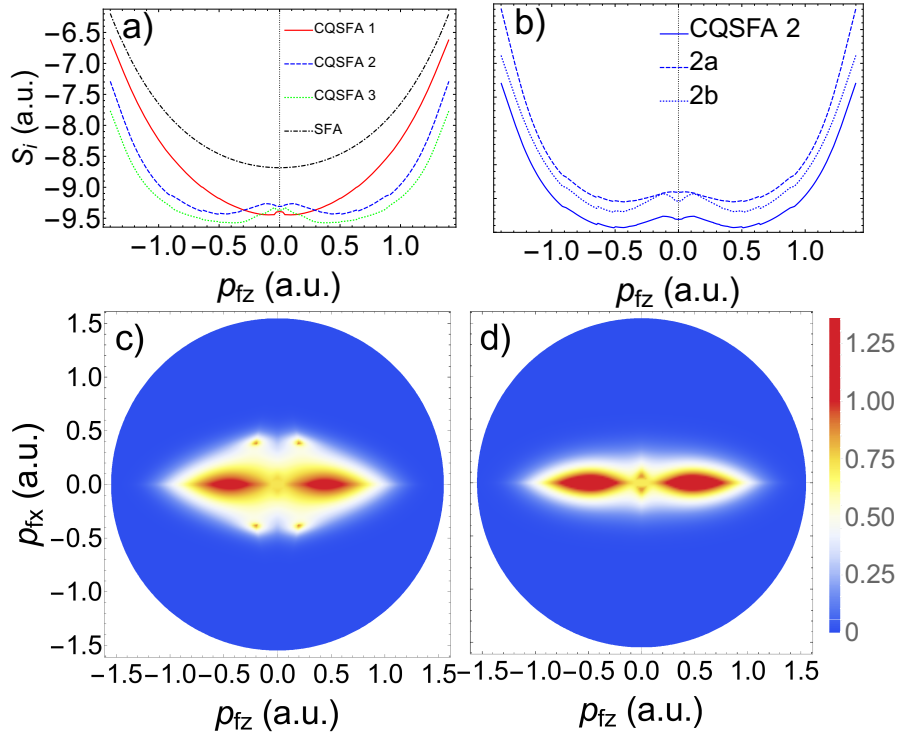 a)
CQSFA 1
CQSFA 2
CQSFA 3
SFA
−6.5
−7.0
−7.5
−8.0
−8.5
−9.0
−9.5
S_i (a.u.)
−1.0 −0.5 0.0 0.5 1.0
p_fz (a.u.)
b)
CQSFA 2
2a
2b
−1.0 −0.5 0.0 0.5 1.0
p_fz (a.u.)
c)
1.5
1.0
0.5
0.0
−0.5
−1.0
−1.5
p_fx (a.u.)
−1.5 −1.0 −0.5 0.0 0.5 1.0 1.5
p_fz (a.u.)
d)
−1.5 −1.0 −0.5 0.0 0.5 1.0 1.5
p_fz (a.u.)
1.25
1.00
0.75
0.50
0.25
0